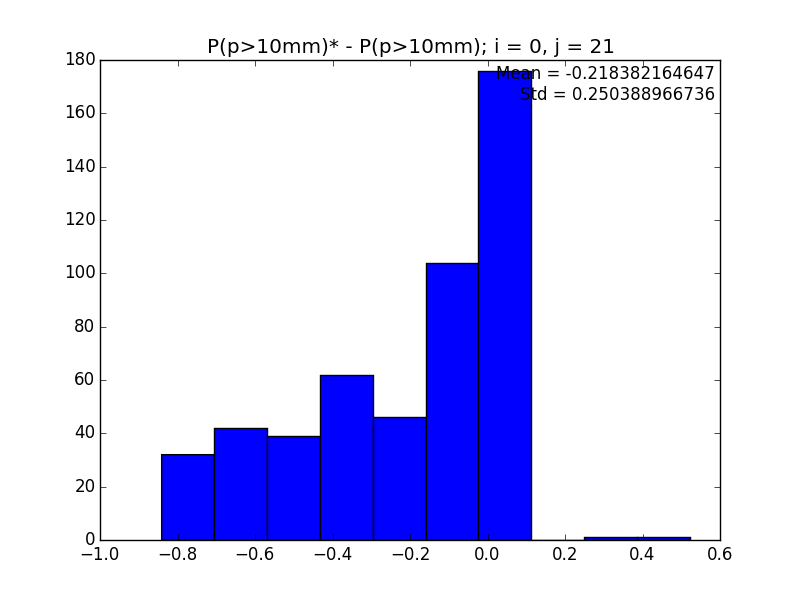 P(p>10mm)* - P(p>10mm); i = 0, j = 21
Mean = -0.218382164647
Std = 0.250388966736
180
160
140
120
100
80
60
40
20
0
−1.0 −0.8 −0.6 −0.4 −0.2 0.0 0.2 0.4 0.6